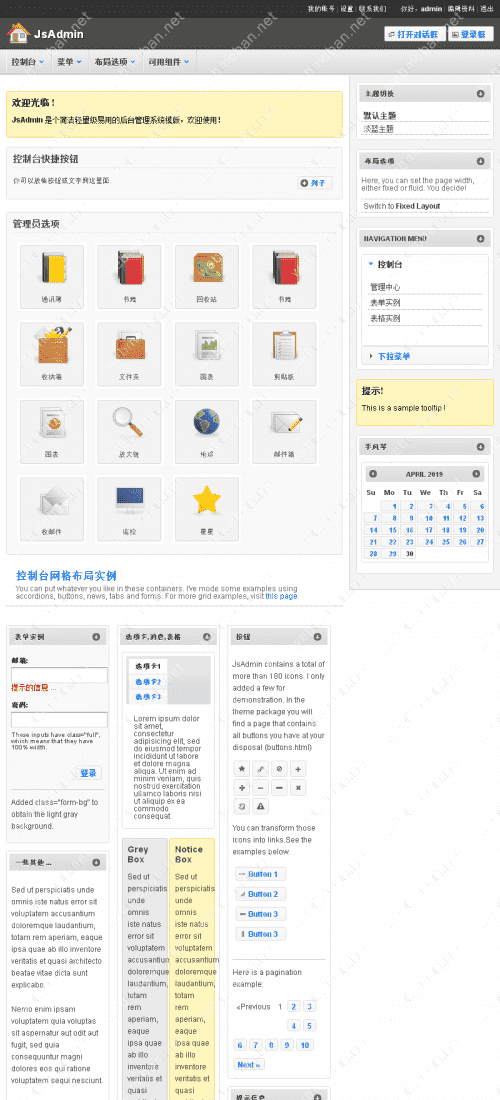 我的账号 | 设置 | 联系我们 你好, admin | 编辑资料 | 退出
JsAdmin
打开对话框 登录框
控制台 菜单 布局选项 可用组件
欢迎光临！
JsAdmin 是个简洁轻量级易用的后台管理系统模版，欢迎使用！
控制台快捷按钮
你可以放些按钮或文字到这里面.
列子
管理员选项
通讯簿 书籍 回收站 书籍
收纳箱 文件夹 图表 剪贴板
图表 放大镜 地球 邮件箱
收邮件 监控 星星
控制台网格布局实例
You can put whatever you like in these containers. I've mode some examples using
accordions, buttons, news, tabs and forms. For more grid examples, visit this page.
主题切换
默认主题
淡蓝主题
布局选项
Here, you can set the page width,
either fixed or fluid. You decide!
Switch to Fixed Layout
NAVIGATION MENU
控制台
管理中心
表单实例
表格实例
下拉菜单
提示!
This is a sample tooltip !
手风琴
APRIL 2019
Su Mo Tu We Th Fr Sa
1 2 3 4 5 6
7 8 9 10 11 12 13
14 15 16 17 18 19 20
21 22 23 24 25 26 27
28 29 30
表单实例
邮箱:
提示的信息 ...
密码:
These inputs have class="full",
which means that they have
100% width.
登录
Added class="form-bg" to
obtain the light gray
background.
一些其他 ...
Sed ut perspiciatis unde
omnis iste natus error sit
voluptatem accusantium
doloremque laudantium,
totam rem aperiam, eaque
ipsa quae ab illo inventore
veritatis et quasi architecto
beatae vitae dicta sunt
explicabo.
Nemo enim ipsam
voluptatem quia voluptas
sit aspernatur aut odit aut
fugit, sed quia
consequuntur magni
dolores eos qui ratione
voluptatem sequi nesciunt.
选项卡,消息,表格
选项卡1
选项卡2
选项卡3
Lorem ipsum dolor
sit amet,
consectetur
adipisicing elit, sed
do eiusmod tempor
incididunt ut labore
et dolore magna
aliqua. Ut enim ad
minim veniam, quis
nostrud exercitation
ullamco laboris nisi
ut aliquip ex ea
commodo
consequat.
Grey
Box
Sed ut
perspiciatis
unde
omnis
iste natus
error sit
voluptatem
accusantium
doloremque
laudantium,
totam
rem
aperiam,
eaque
ipsa quae
ab illo
inventore
veritatis et
quasi
Notice
Box
Sed ut
perspiciatis
unde
omnis
iste natus
error sit
voluptatem
accusantium
doloremque
laudantium,
totam
rem
aperiam,
eaque
ipsa quae
ab illo
inventore
veritatis et
quasi
按钮
JsAdmin contains a total of
more than 180 icons. I only
added a few for
demonstration. In the
theme package you will
find a page that contains
all buttons you have at your
disposal (buttons.html)
You can transform those
icons into links.See the
examples below.
Button 1
Button 2
Button 3
Button 3
Here is a pagination
example:
«Previous 1 2 3
4 5
6 7 8 9 10
Next »
提示信息